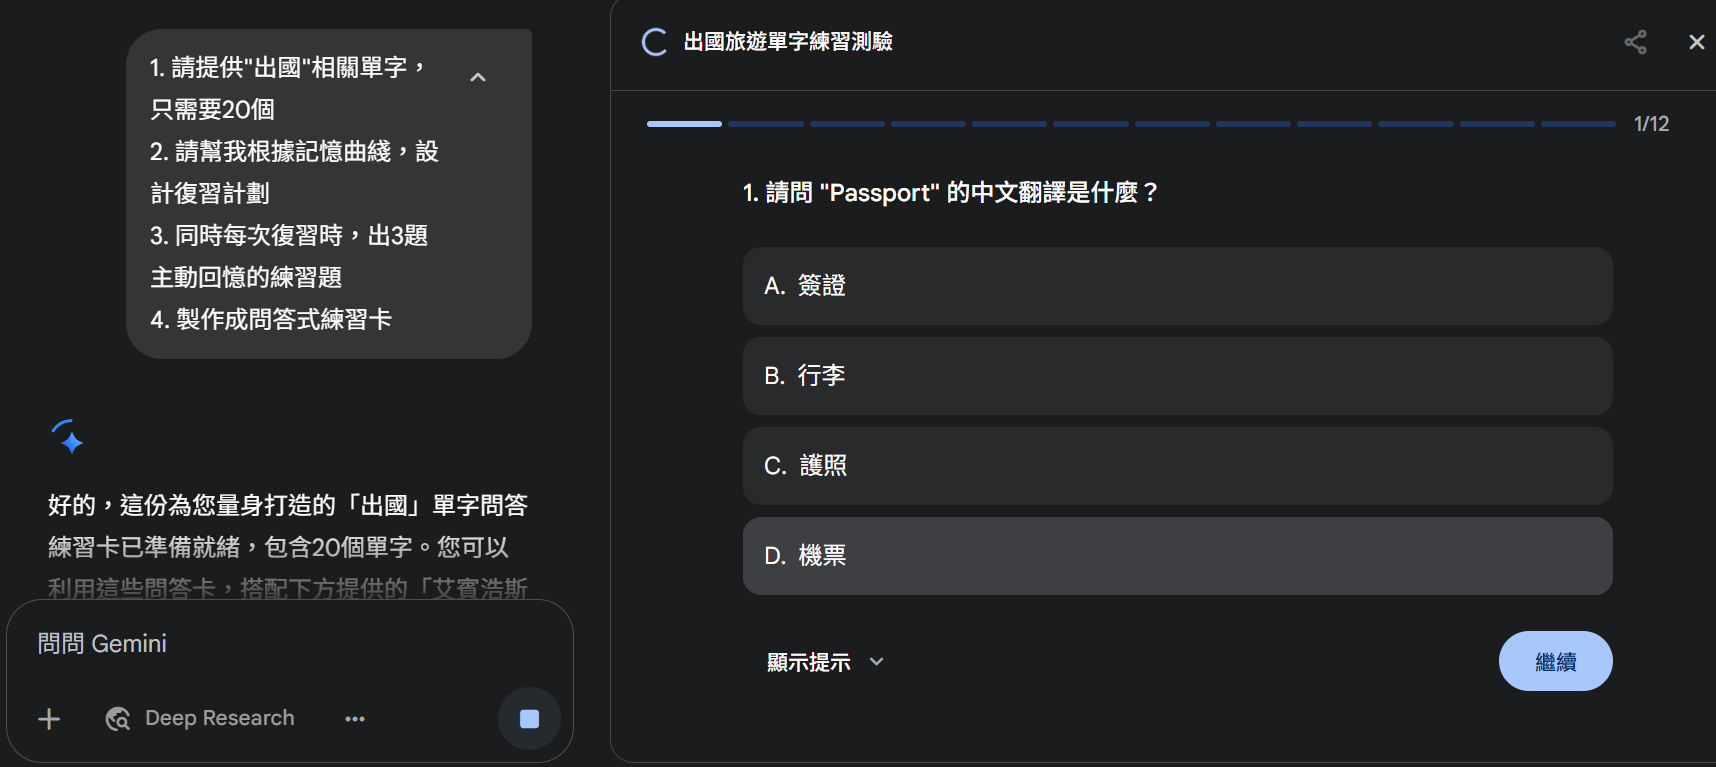 1. 請提供"出國"相關單字，
只需要20個
2. 請幫我根據記憶曲綫，設
計復習計劃
3. 同時每次復習時，出3題
主動回憶的練習題
4. 製作成問答式練習卡
好的，這份為您量身打造的「出國」單字問答
練習卡已準備就緒，包含20個單字。您可以
利用這些問答卡，搭配下方提供的「艾賓浩斯
問問 Gemini
Deep Research
出國旅遊單字練習測驗
1/12
1. 請問 "Passport" 的中文翻譯是什麼？
A. 簽證
B. 行李
C. 護照
D. 機票
顯示提示
繼續